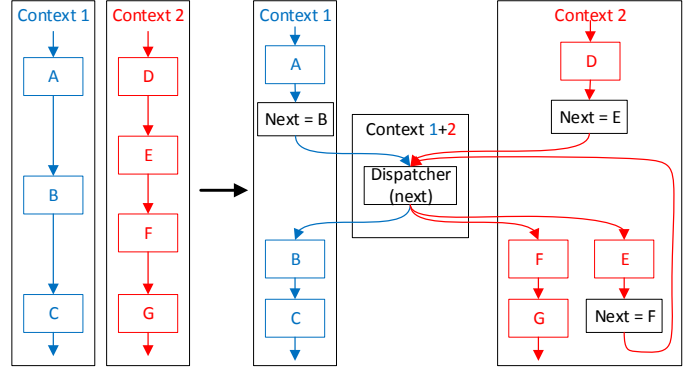 Context 1
A
B
C
Context 2
D
E
F
G
Context 1
A
Next = B
B
C
Context 1+2
Dispatcher
(next)
Context 2
D
Next = E
F
G
E
Next = F